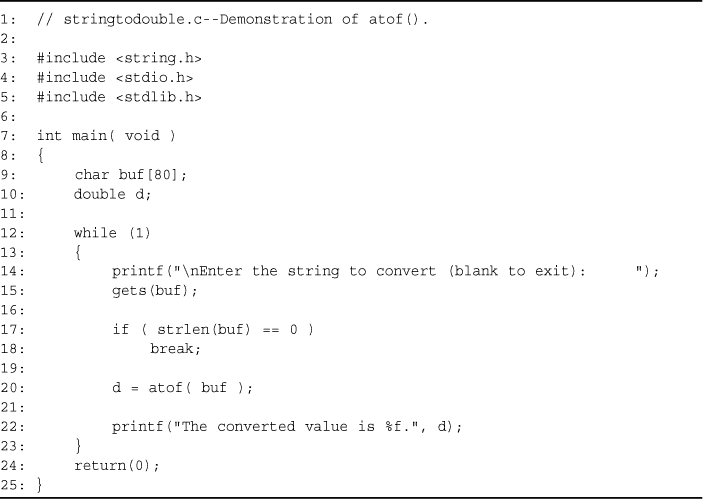 1: // stringtodouble.c--Demonstration of atof().
2:
3: #include <string.h>
4: #include <stdio.h>
5: #include <stdlib.h>
6:
7: int main( void )
8: {
9:     char buf[80];
10:     double d;
11:
12:     while (1)
13:     {
14:         printf("\nEnter the string to convert (blank to exit):      ");
15:         gets(buf);
16:
17:         if ( strlen(buf) == 0 )
18:             break;
19:
20:         d = atof( buf );
21:
22:         printf("The converted value is %f.", d);
23:     }
24:     return(0);
25: }